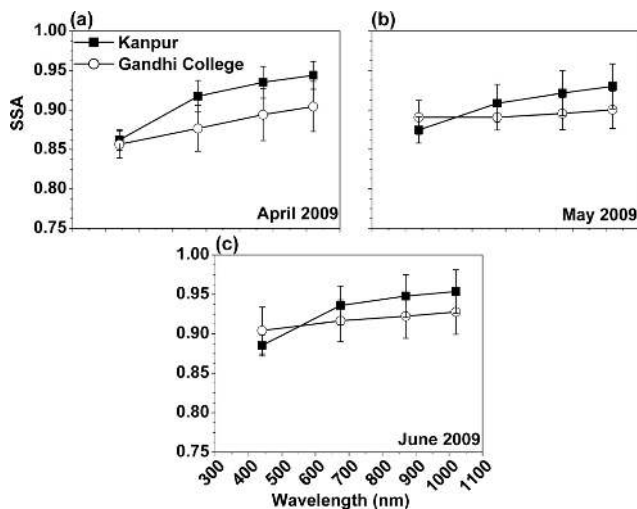 (a)
(b)
1.00
Kanpur
Gandhi College
0.95
0.90
SSA
0.85
0.80
0.75
April 2009
May 2009
(c)
1.00
0.95
0.90
0.85
0.80
0.75
June 2009
300 400 500 600 700 800 900 1000 1100
Wavelength (nm)